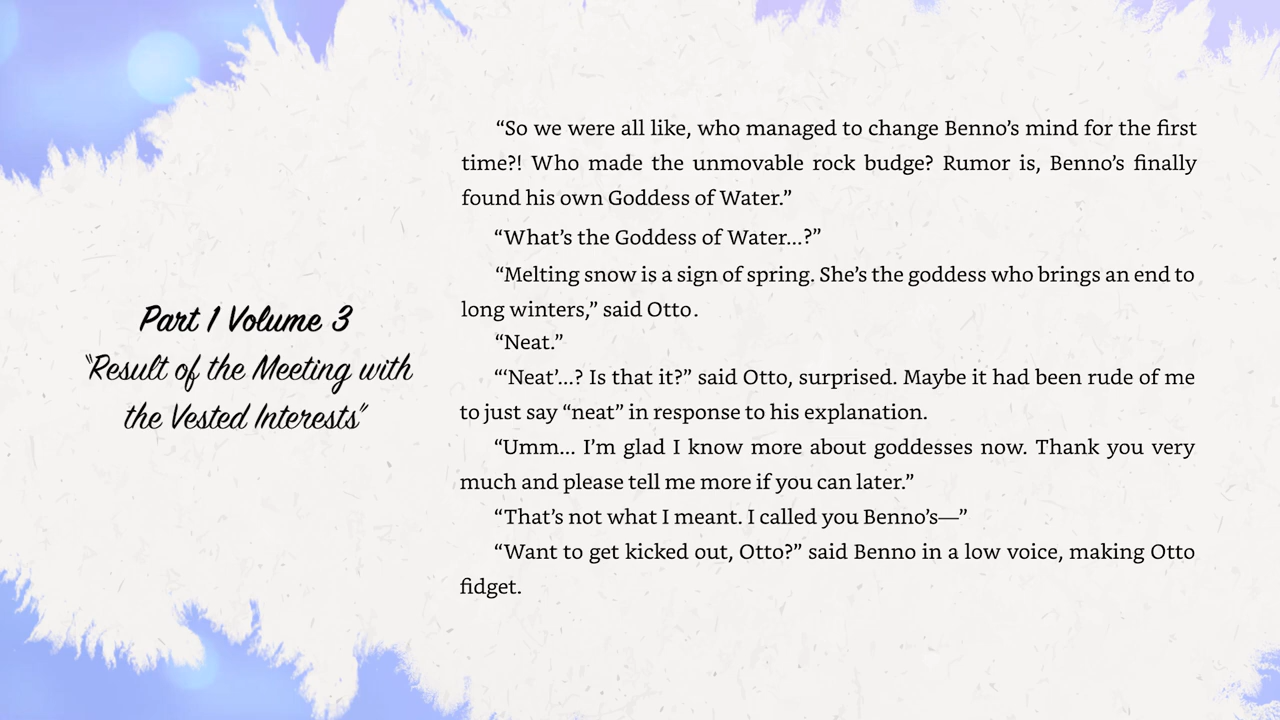 Part 1 Volume 3
“Result of the Meeting with
the Vested Interests”
“So we were all like, who managed to change Benno’s mind for the first
time?! Who made the unmovable rock budge? Rumor is, Benno’s finally
found his own Goddess of Water.”
“What’s the Goddess of Water...?”
“Melting snow is a sign of spring. She’s the goddess who brings an end to
long winters,” said Otto.
“Neat.”
“‘Neat’...? Is that it?” said Otto, surprised. Maybe it had been rude of me
to just say “neat” in response to his explanation.
“Umm... I’m glad I know more about goddesses now. Thank you very
much and please tell me more if you can later.”
“That’s not what I meant. I called you Benno’s—”
“Want to get kicked out, Otto?” said Benno in a low voice, making Otto
fidget.